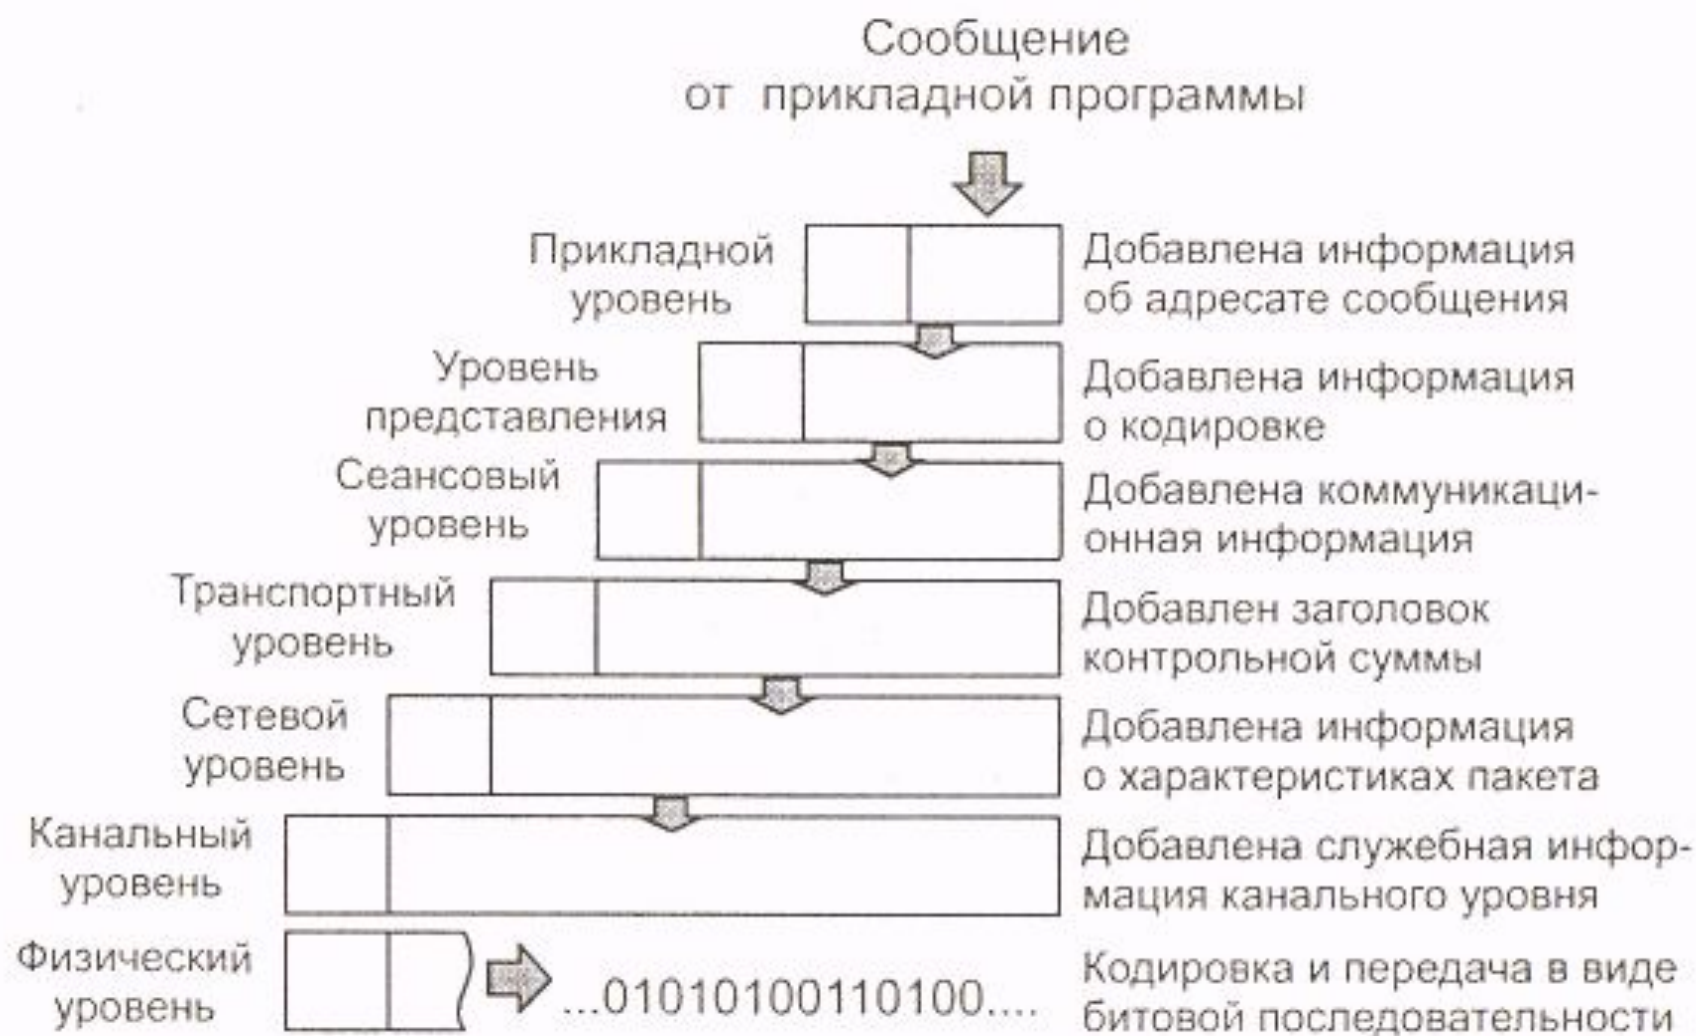 Сообщение
от прикладной программы
Прикладной
уровень
Добавлена информация
об адресате сообщения
Уровень
представления
Добавлена информация
о кодировке
Сеансовый
уровень
Добавлена коммуникаци-
онная информация
Транспортный
уровень
Добавлен заголовок
контрольной суммы
Сетевой
уровень
Добавлена информация
о характеристиках пакета
Канальный
уровень
Добавлена служебная инфор-
мация канального уровня
Физический
уровень
...01010100110100....
Кодировка и передача в виде
битовой последовательности